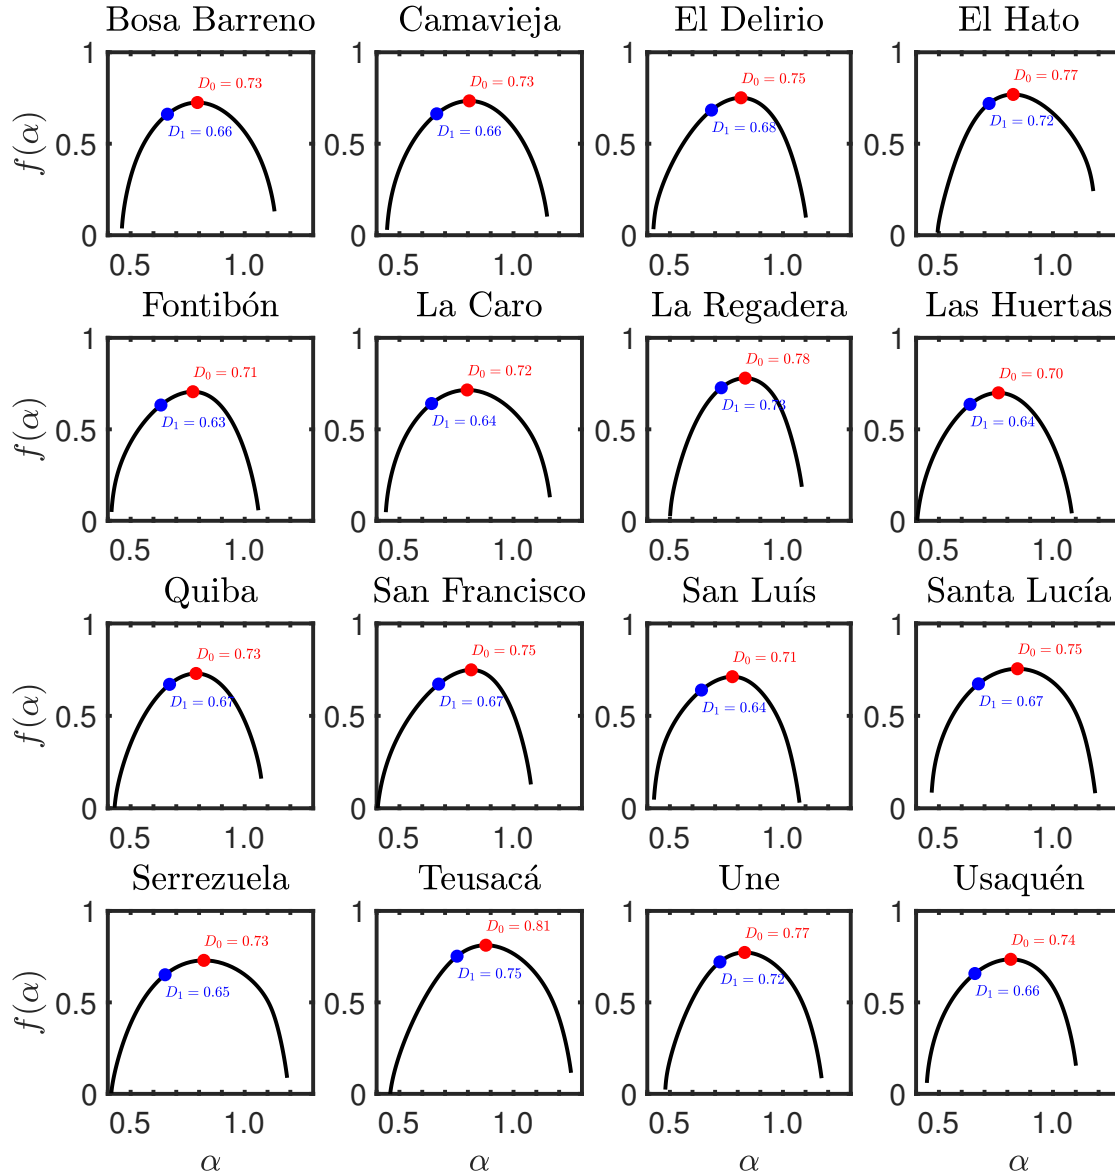 Bosa Barreno Camavieja El Delirio El Hato
1 1 1 1
D₀ = 0.73 D₀ = 0.73 D₀ = 0.75 D₀ = 0.77
D₁ = 0.66 D₁ = 0.66 D₁ = 0.68 D₁ = 0.72
f(α) 0.5 0.5 0.5 0.5
0 0 0 0
0.5 1.0 0.5 1.0 0.5 1.0 0.5 1.0
Fontibón La Caro La Regadera Las Huertas
1 1 1 1
D₀ = 0.71 D₀ = 0.72 D₀ = 0.78 D₀ = 0.70
D₁ = 0.63 D₁ = 0.64 D₁ = 0.73 D₁ = 0.64
f(α) 0.5 0.5 0.5 0.5
0 0 0 0
0.5 1.0 0.5 1.0 0.5 1.0 0.5 1.0
Quiba San Francisco San Luís Santa Lucía
1 1 1 1
D₀ = 0.73 D₀ = 0.75 D₀ = 0.71 D₀ = 0.75
D₁ = 0.67 D₁ = 0.67 D₁ = 0.64 D₁ = 0.67
f(α) 0.5 0.5 0.5 0.5
0 0 0 0
0.5 1.0 0.5 1.0 0.5 1.0 0.5 1.0
Serrezuela Teusacá Une Usaquén
1 1 1 1
D₀ = 0.73 D₀ = 0.81 D₀ = 0.77 D₀ = 0.74
D₁ = 0.65 D₁ = 0.75 D₁ = 0.72 D₁ = 0.66
f(α) 0.5 0.5 0.5 0.5
0 0 0 0
0.5 1.0 0.5 1.0 0.5 1.0 0.5 1.0
α α α α